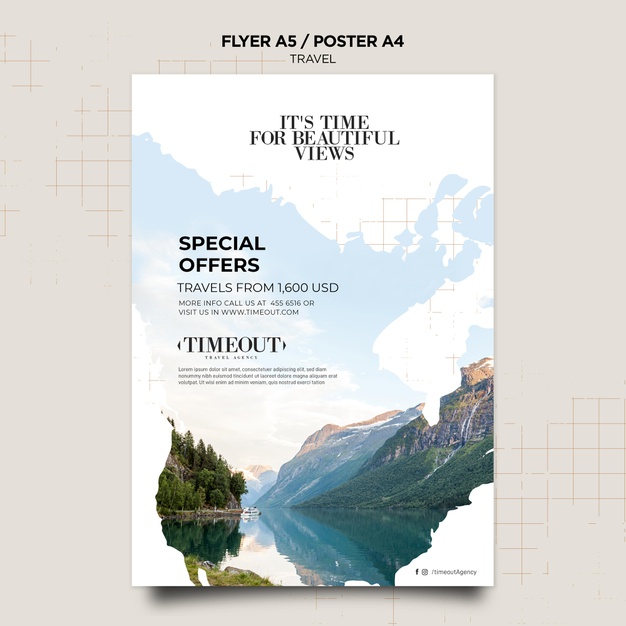 FLYER A5 / POSTER A4
TRAVEL
IT'S TIME
FOR BEAUTIFUL
VIEWS
SPECIAL
OFFERS
TRAVELS FROM 1,600 USD
MORE INFO CALL US AT 455 6516 OR
VISIT US IN WWW.TIMEOUT.COM
TIMEOUT
TRAVEL AGENCY
Lorem ipsum dolor sit amet, consectetuer adipiscing elit,
sed diam nonummy nibh euismod tincidunt ut laoreet
dolore magna aliquam erat volutpat. Ut wisi enim ad minim
veniam, quis nostrud exerci tation
/timeoutAgency